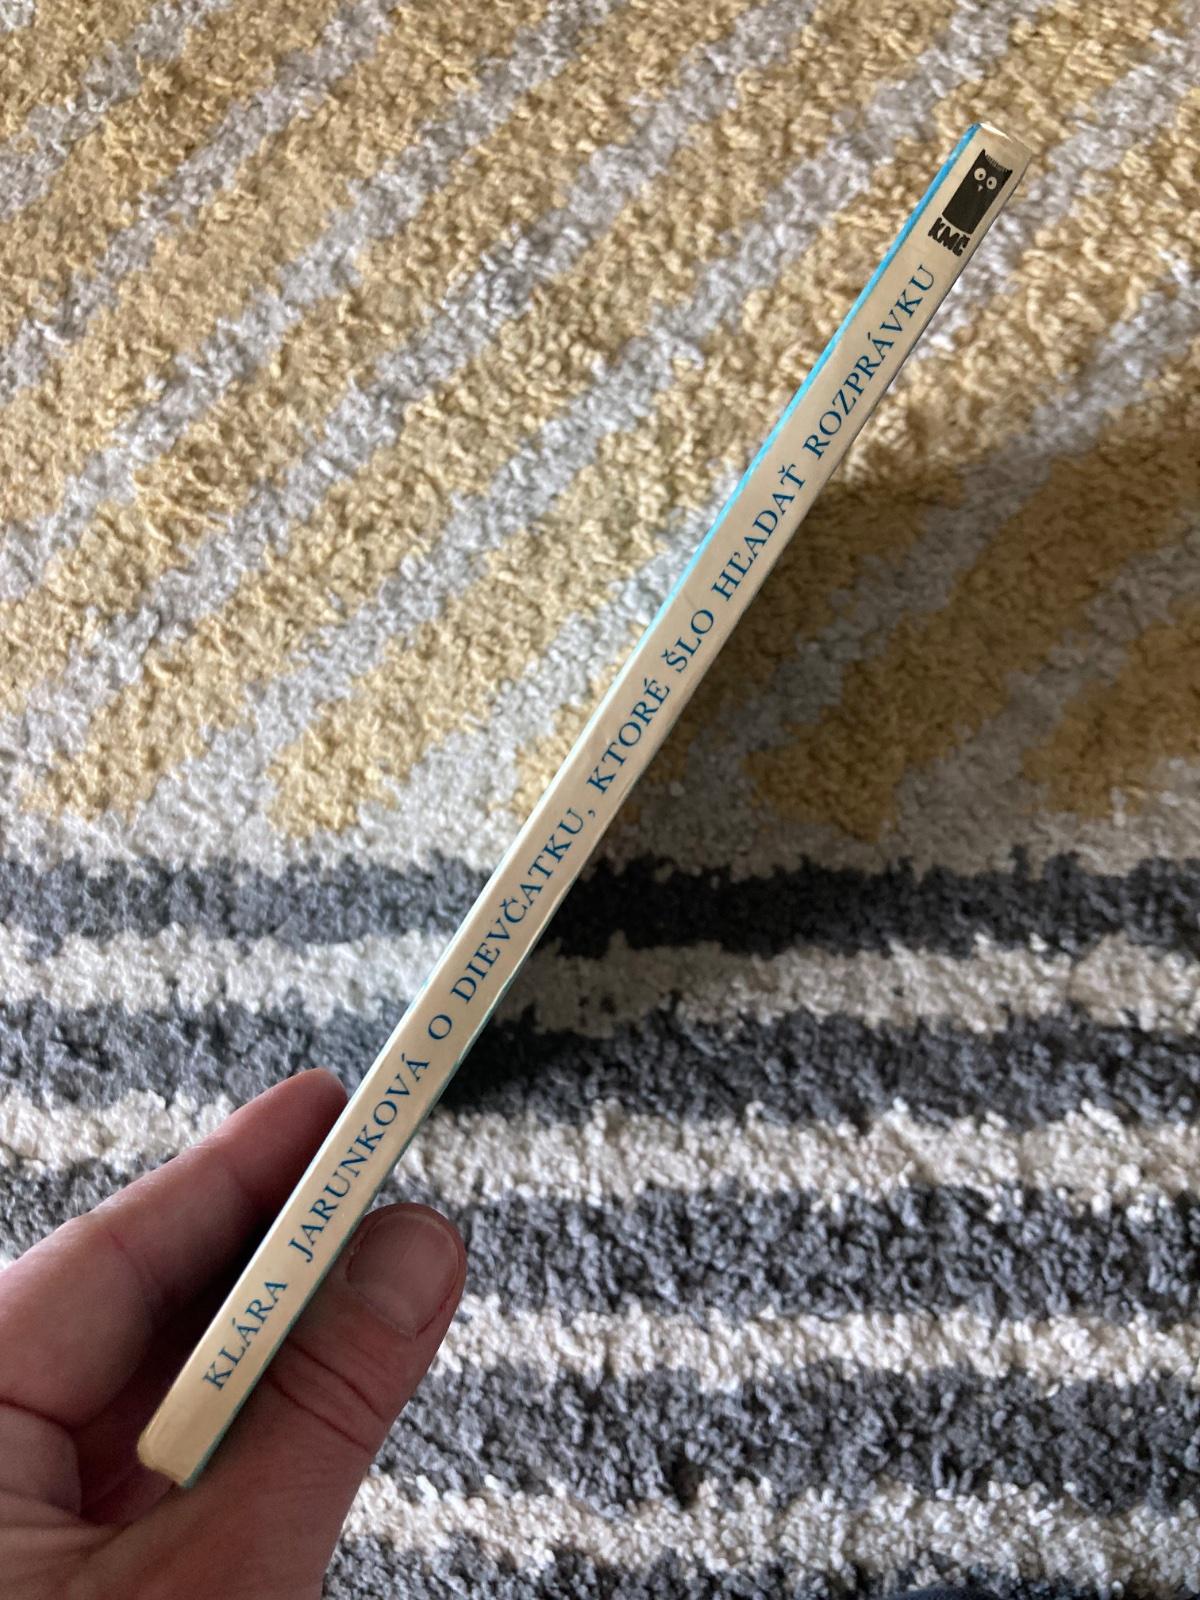 KLÁRA JARUNKOVÁ O DIEVČATKU, KTORÉ ŠLO HĽADAŤ ROZPRÁVKU
KMČ